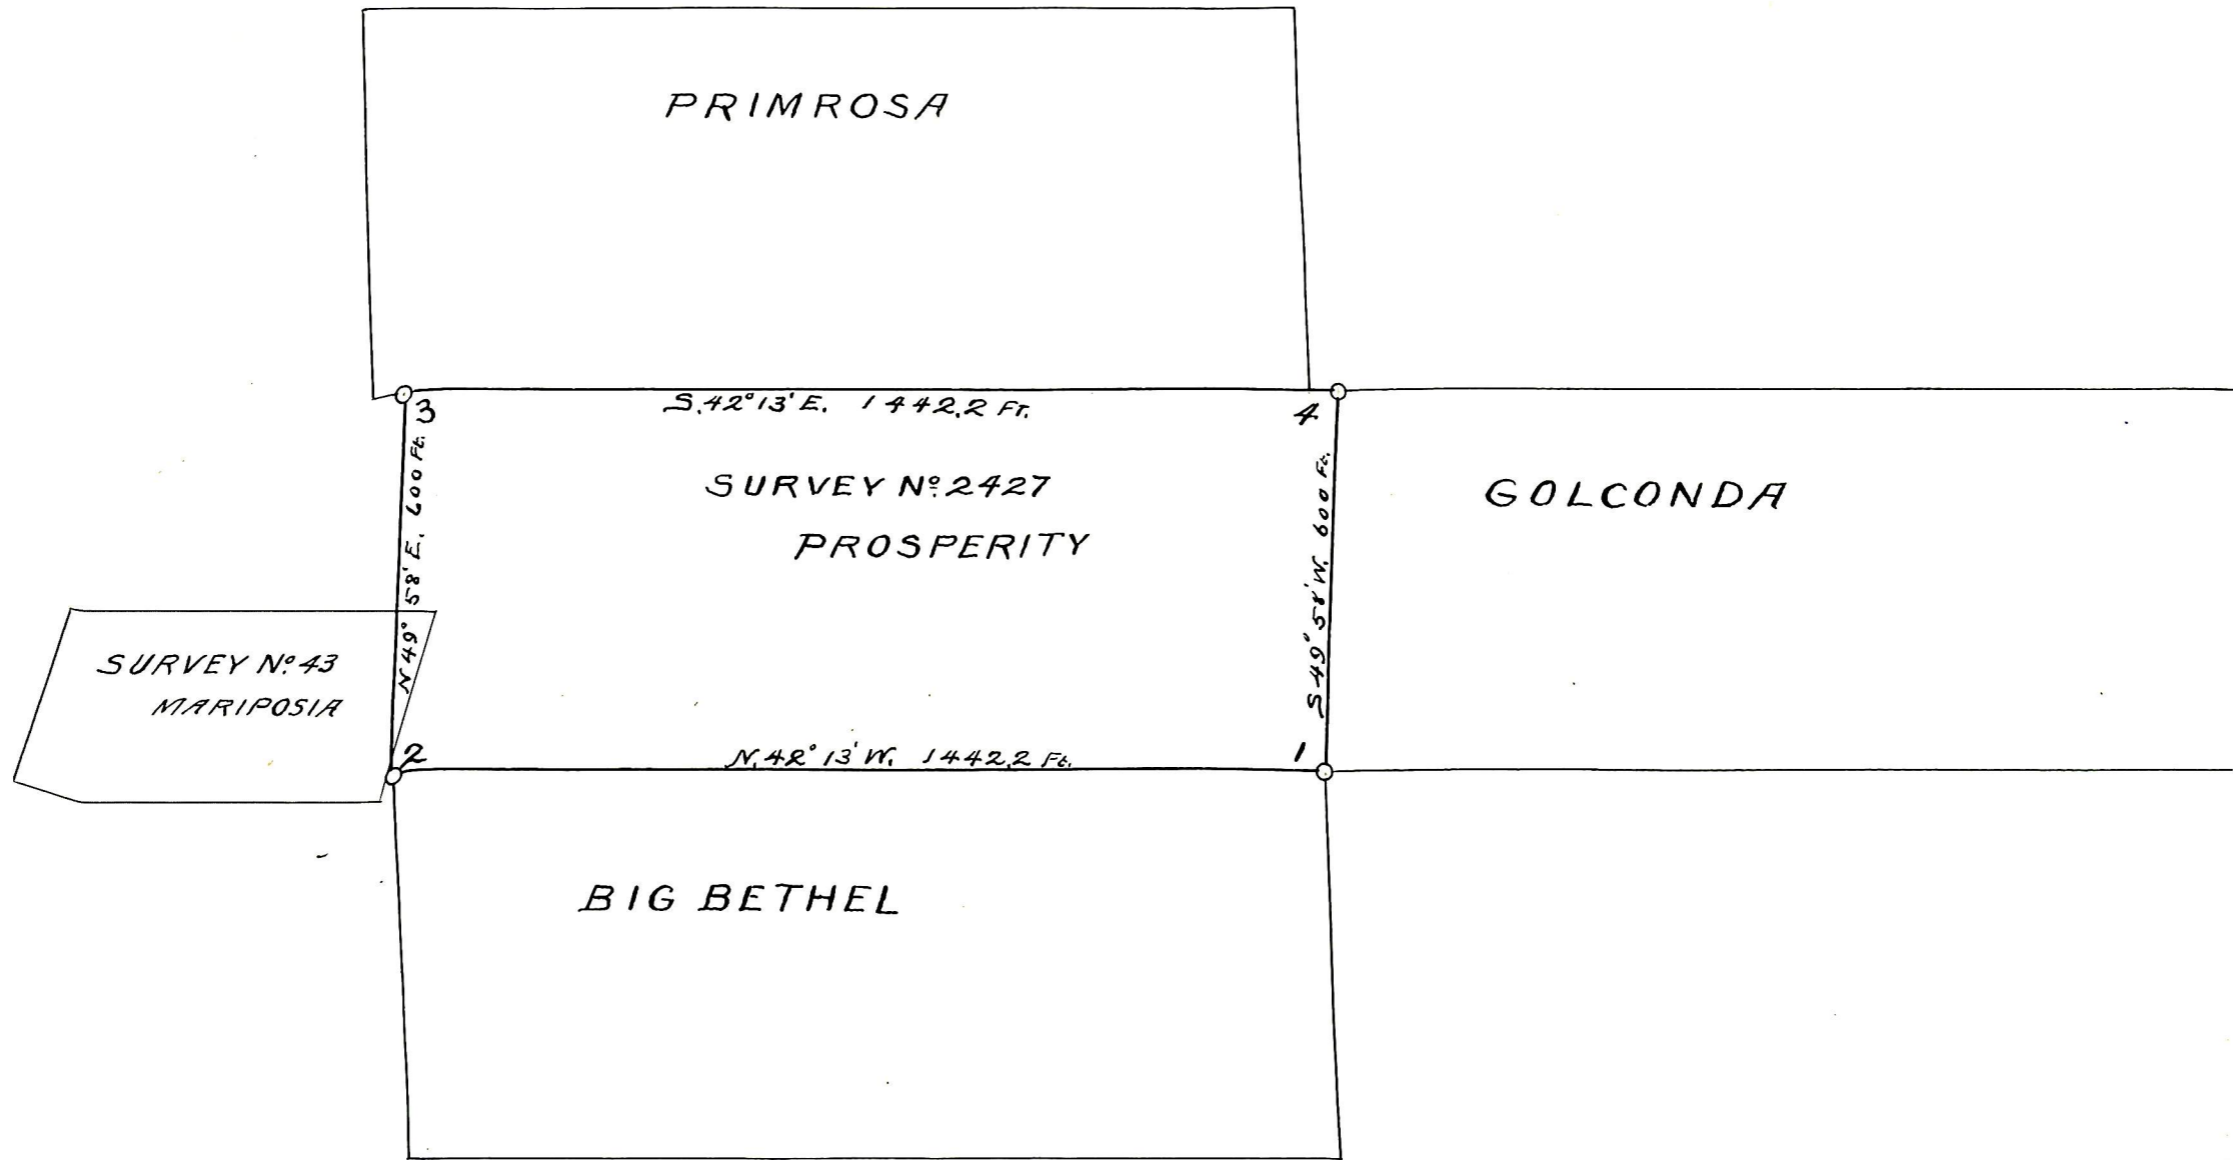 PRIMROSA
3
S. 42° 13' E. 1442.2 FT.
4
N 49° 58' E. 600 Ft.
SURVEY Nº 2427
PROSPERITY
S 49° 58' W. 600 Ft.
GOLCONDA
SURVEY Nº 43
MARIPOSIA
2
N. 42° 13' W. 1442.2 Ft.
1
BIG BETHEL